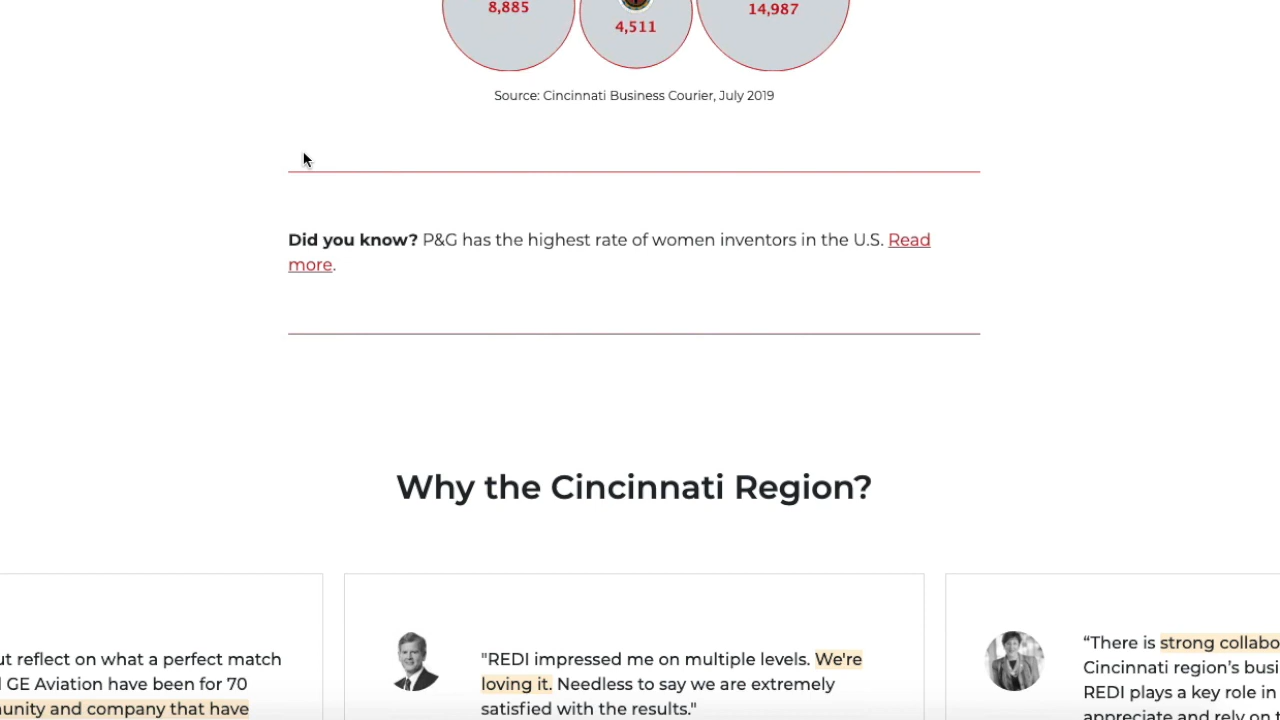 8,885
4,511
14,987
Source: Cincinnati Business Courier, July 2019
Did you know? P&G has the highest rate of women inventors in the U.S. Read
more.
Why the Cincinnati Region?
ut reflect on what a perfect match
GE Aviation have been for 70
unity and company that have
"REDI impressed me on multiple levels. We're
loving it. Needless to say we are extremely
satisfied with the results."
“There is strong collabo
Cincinnati region's busi
REDI plays a key role in
appreciate and rely on t